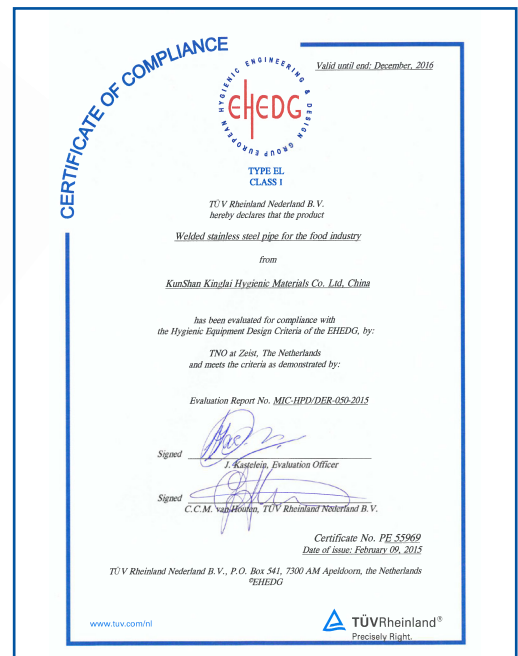 CERTIFICATE OF COMPLIANCE
Valid until end: December, 2016
EUROPEAN HYGIENIC ENGINEERING & DESIGN GROUP
EHEDG
TYPE EL
CLASS I
TÜV Rheinland Nederland B.V.
hereby declares that the product
Welded stainless steel pipe for the food industry
from
KunShan Kinglai Hygienic Materials Co. Ltd, China
has been evaluated for compliance with
the Hygienic Equipment Design Criteria of the EHEDG, by:
TNO at Zeist, The Netherlands
and meets the criteria as demonstrated by:
Evaluation Report No. MIC-HPD/DER-050-2015
Signed
J. Kastelein, Evaluation Officer
Signed
C.C.M. van Houten, TÜV Rheinland Nederland B.V.
Certificate No. PE 55969
Date of issue: February 09, 2015
TÜV Rheinland Nederland B.V., P.O. Box 541, 7300 AM Apeldoorn, the Netherlands
©EHEDG
www.tuv.com/nl
TÜVRheinland®
Precisely Right.